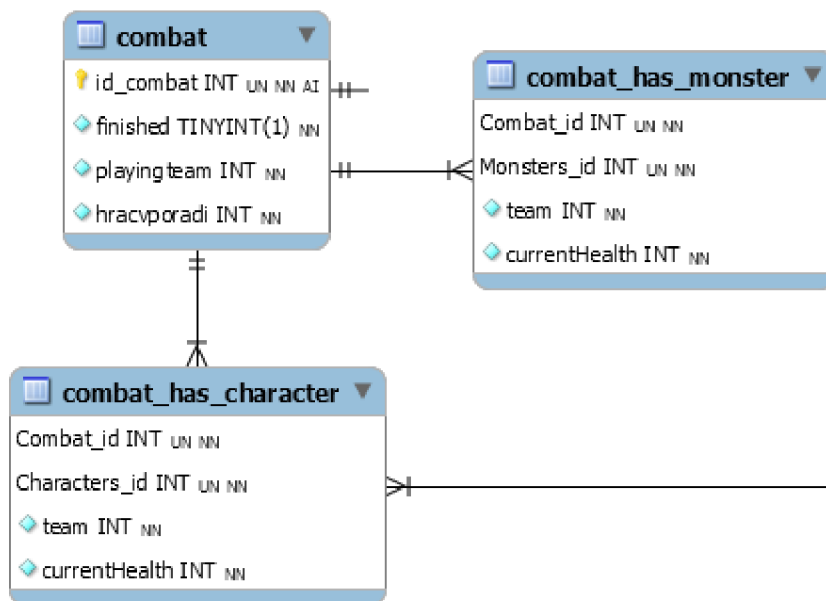 combat
id_combat INT UN NN AI
finished TINYINT(1) NN
playingteam INT NN
hracvporadi INT NN
combat_has_monster
Combat_id INT UN NN
Monsters_id INT UN NN
team INT NN
currentHealth INT NN
combat_has_character
Combat_id INT UN NN
Characters_id INT UN NN
team INT NN
currentHealth INT NN